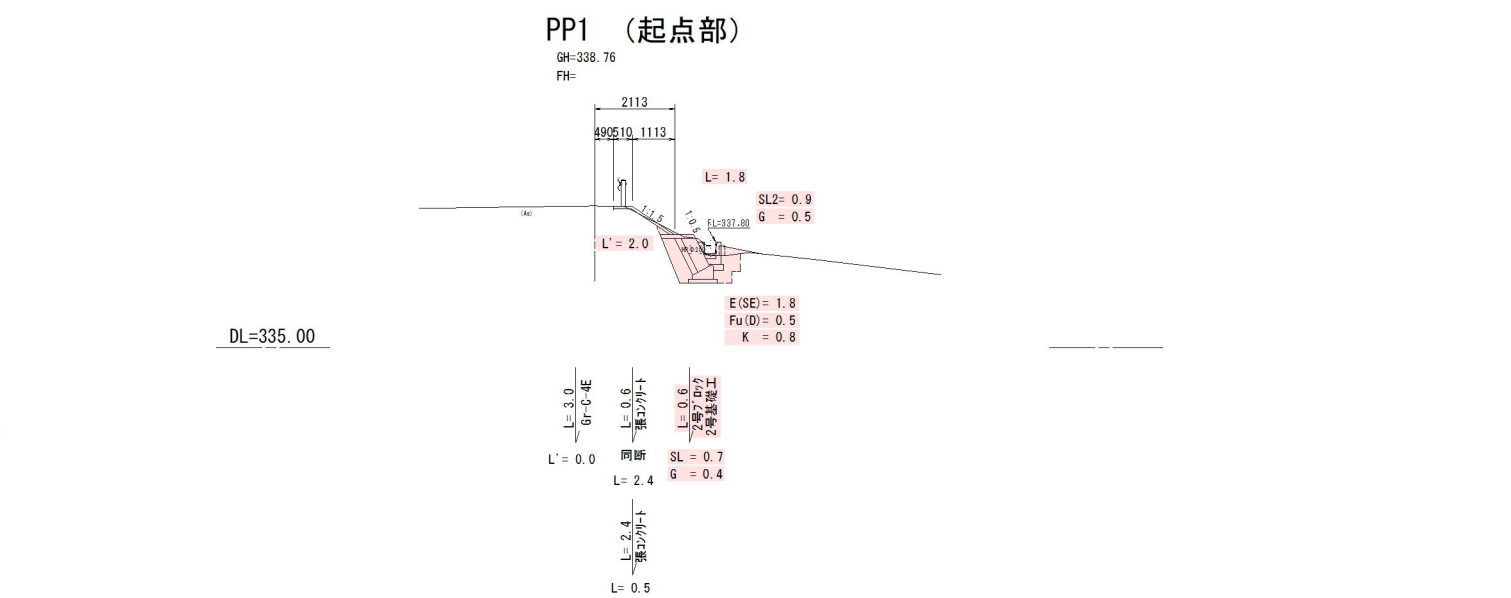 PP1 （起点部）
GH=338.76
FH=
2113
490
510
1113
L= 1.8
SL2= 0.9
G = 0.5
(As)
1:1.5
1:0.5
FL=337.80
L'= 2.0
E(SE)= 1.8
Fu(D)= 0.5
K = 0.8
DL=335.00
L= 3.0
Gr-C-4E
L'= 0.0
L= 0.6
張ｺﾝｸﾘｰﾄ
同断
L= 2.4
L= 0.6
2号ﾌﾞﾛｯｸ
2号基礎工
SL = 0.7
G = 0.4
L= 2.4
張ｺﾝｸﾘｰﾄ
L= 0.5